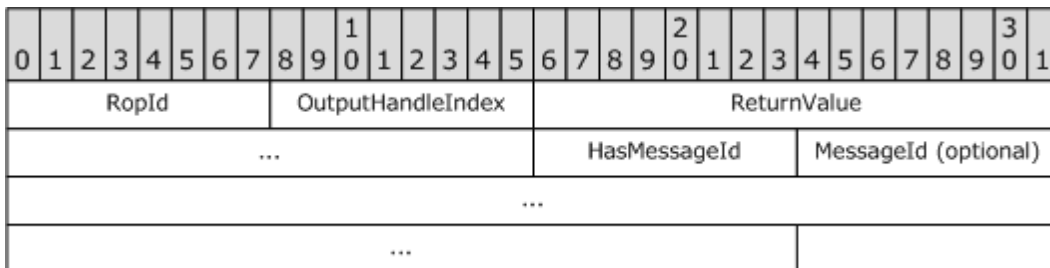 1 2 3
0 1 2 3 4 5 6 7 8 9 0 1 2 3 4 5 6 7 8 9 0 1 2 3 4 5 6 7 8 9 0 1
RopId OutputHandleIndex ReturnValue
... HasMessageId MessageId (optional)
...
...